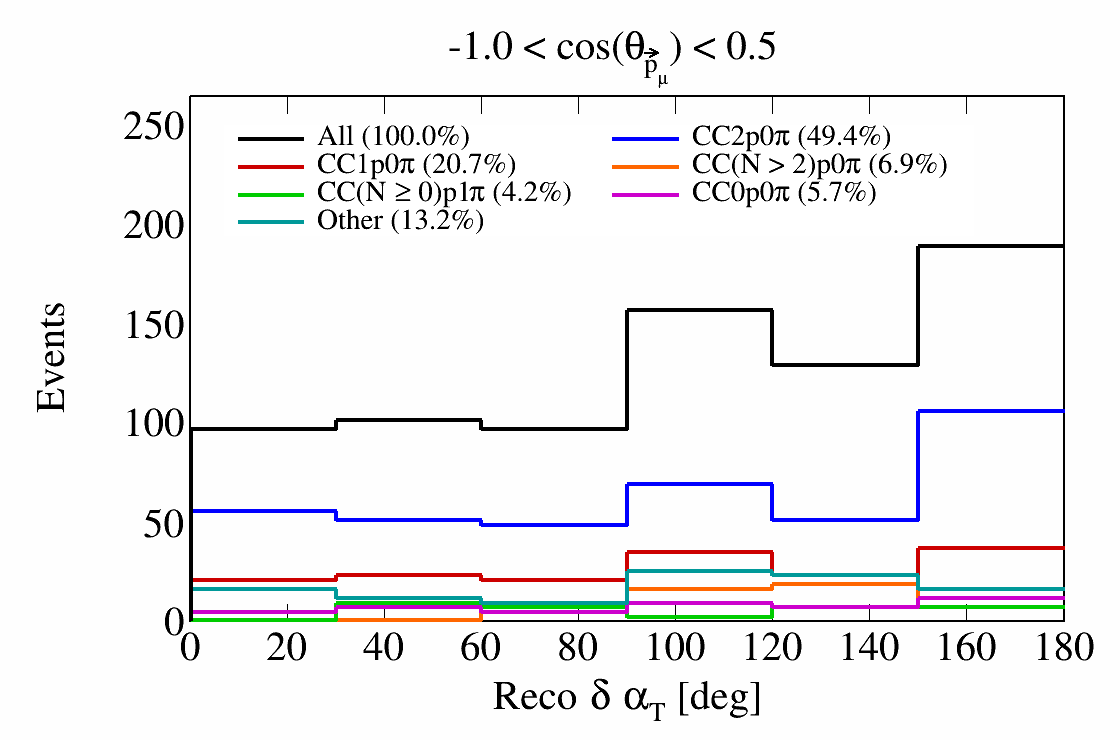 -1.0 < cos(θ_p⃗_μ) < 0.5
250
200
150
100
50
0
Events
All (100.0%)
CC2p0π (49.4%)
CC1p0π (20.7%)
CC(N > 2)p0π (6.9%)
CC(N ≥ 0)p1π (4.2%)
CC0p0π (5.7%)
Other (13.2%)
0 20 40 60 80 100 120 140 160 180
Reco δ α_T [deg]